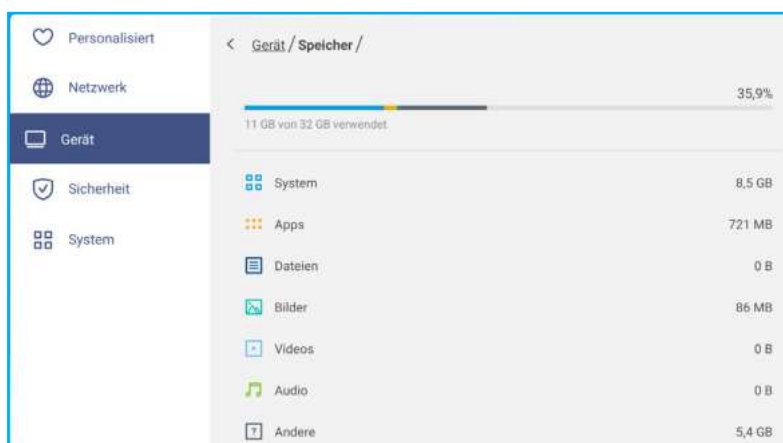 Personalisiert
Netzwerk
Gerät
Sicherheit
System
< Gerät / Speicher /
35,9%
11 GB von 32 GB verwendet
System 8,5 GB
Apps 721 MB
Dateien 0 B
Bilder 86 MB
Videos 0 B
Audio 0 B
? Andere 5,4 GB